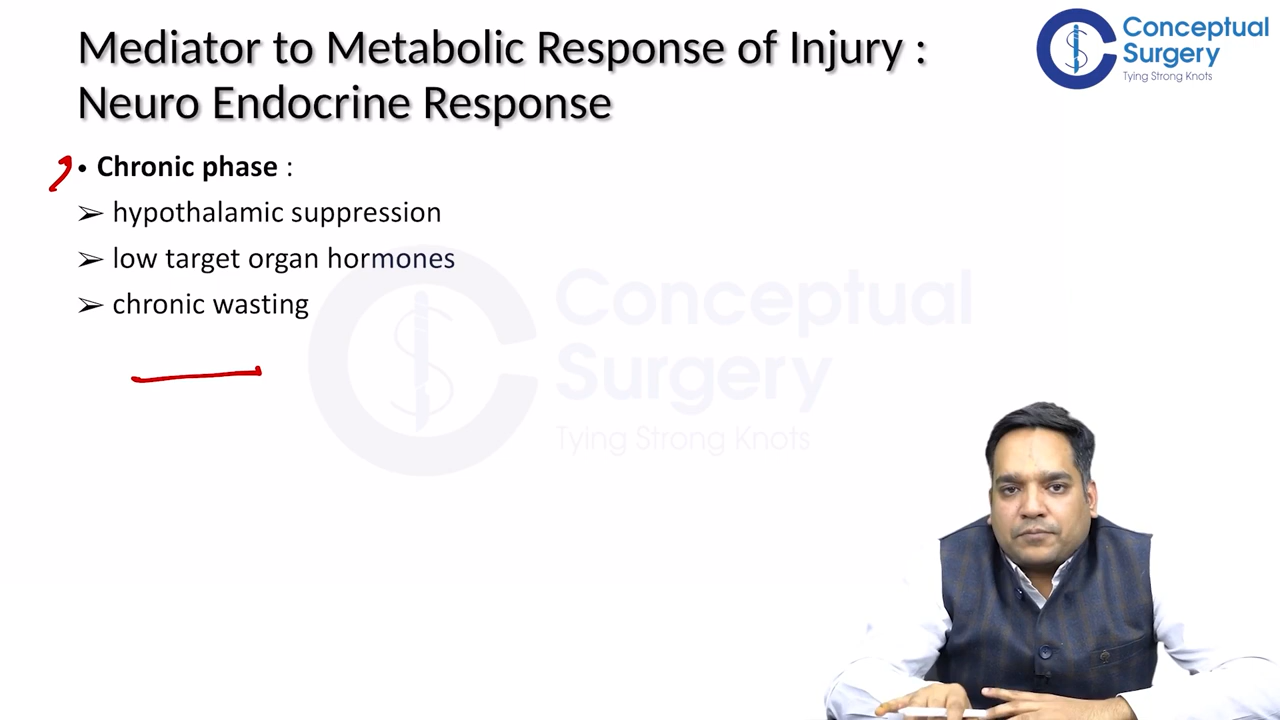 Mediator to Metabolic Response of Injury :
Neuro Endocrine Response
Conceptual
Surgery
Tying Strong Knots
• Chronic phase :
➢ hypothalamic suppression
➢ low target organ hormones
➢ chronic wasting
Conceptual
Surgery
Tying Strong Knots